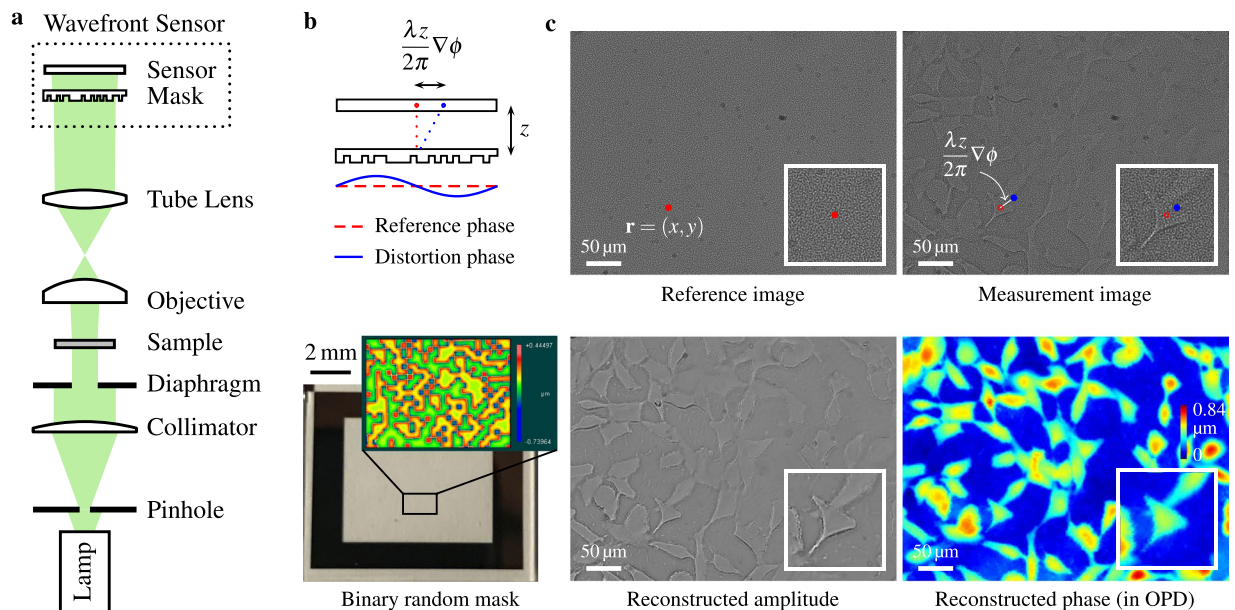 a
Wavefront Sensor
Sensor
Mask
Tube Lens
Objective
Sample
Diaphragm
Collimator
Pinhole
Lamp
b
λz/2π ∇ϕ
z
Reference phase
Distortion phase
2 mm
+0.44497
μm
-0.73964
Binary random mask
c
r = (x, y)
50 μm
Reference image
λz/2π ∇ϕ
50 μm
Measurement image
50 μm
Reconstructed amplitude
0.84
μm
0
50 μm
Reconstructed phase (in OPD)